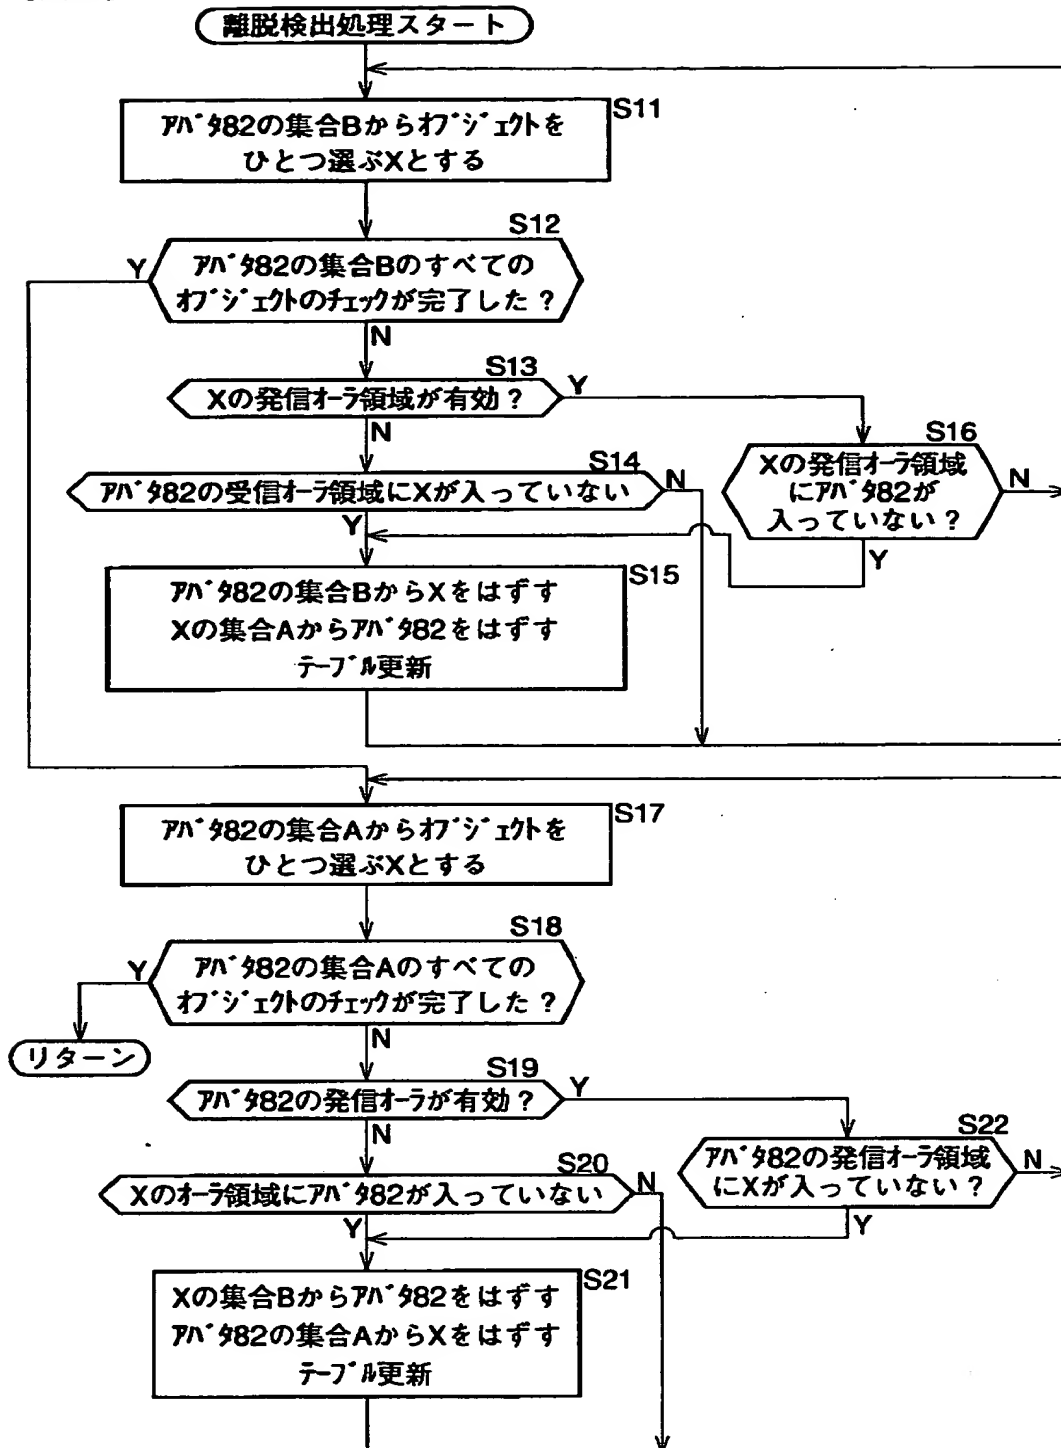 離脱検出処理スタート
S11
アバタ82の集合Bからオブジェクトを
ひとつ選ぶXとする
S12
Y
アバタ82の集合Bのすべての
オブジェクトのチェックが完了した?
N
S13
Xの発信オーラ領域が有効?
Y
N
S14
アバタ82の受信オーラ領域にXが入っていない
N
Y
S16
Xの発信オーラ領域
にアバタ82が
入っていない?
N
Y
S15
アバタ82の集合BからXをはずす
Xの集合Aからアバタ82をはずす
テーブル更新
S17
アバタ82の集合Aからオブジェクトを
ひとつ選ぶXとする
S18
Y
アバタ82の集合Aのすべての
オブジェクトのチェックが完了した?
リターン
N
S19
アバタ82の発信オーラが有効?
Y
N
S20
Xのオーラ領域にアバタ82が入っていない
N
Y
S22
アバタ82の発信オーラ領域
にXが入っていない?
N
Y
S21
Xの集合Bからアバタ82をはずす
アバタ82の集合AからXをはずす
テーブル更新